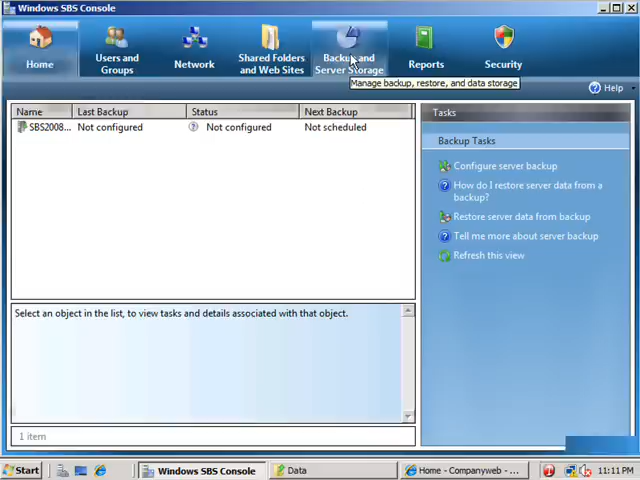 Windows SBS Console
Home
Users and
Groups
Network
Shared Folders
and Web Sites
Backup and
Server Storage
Reports
Security
Manage backup, restore, and data storage
Help
Name
Last Backup
Status
Next Backup
SBS2008...
Not configured
Not configured
Not scheduled
Select an object in the list, to view tasks and details associated with that object.
1 item
Tasks
Backup Tasks
Configure server backup
How do I restore server data from a
backup?
Restore server data from backup
Tell me more about server backup
Refresh this view
Start
Windows SBS Console
Data
Home - Companyweb - ...
11:11 PM